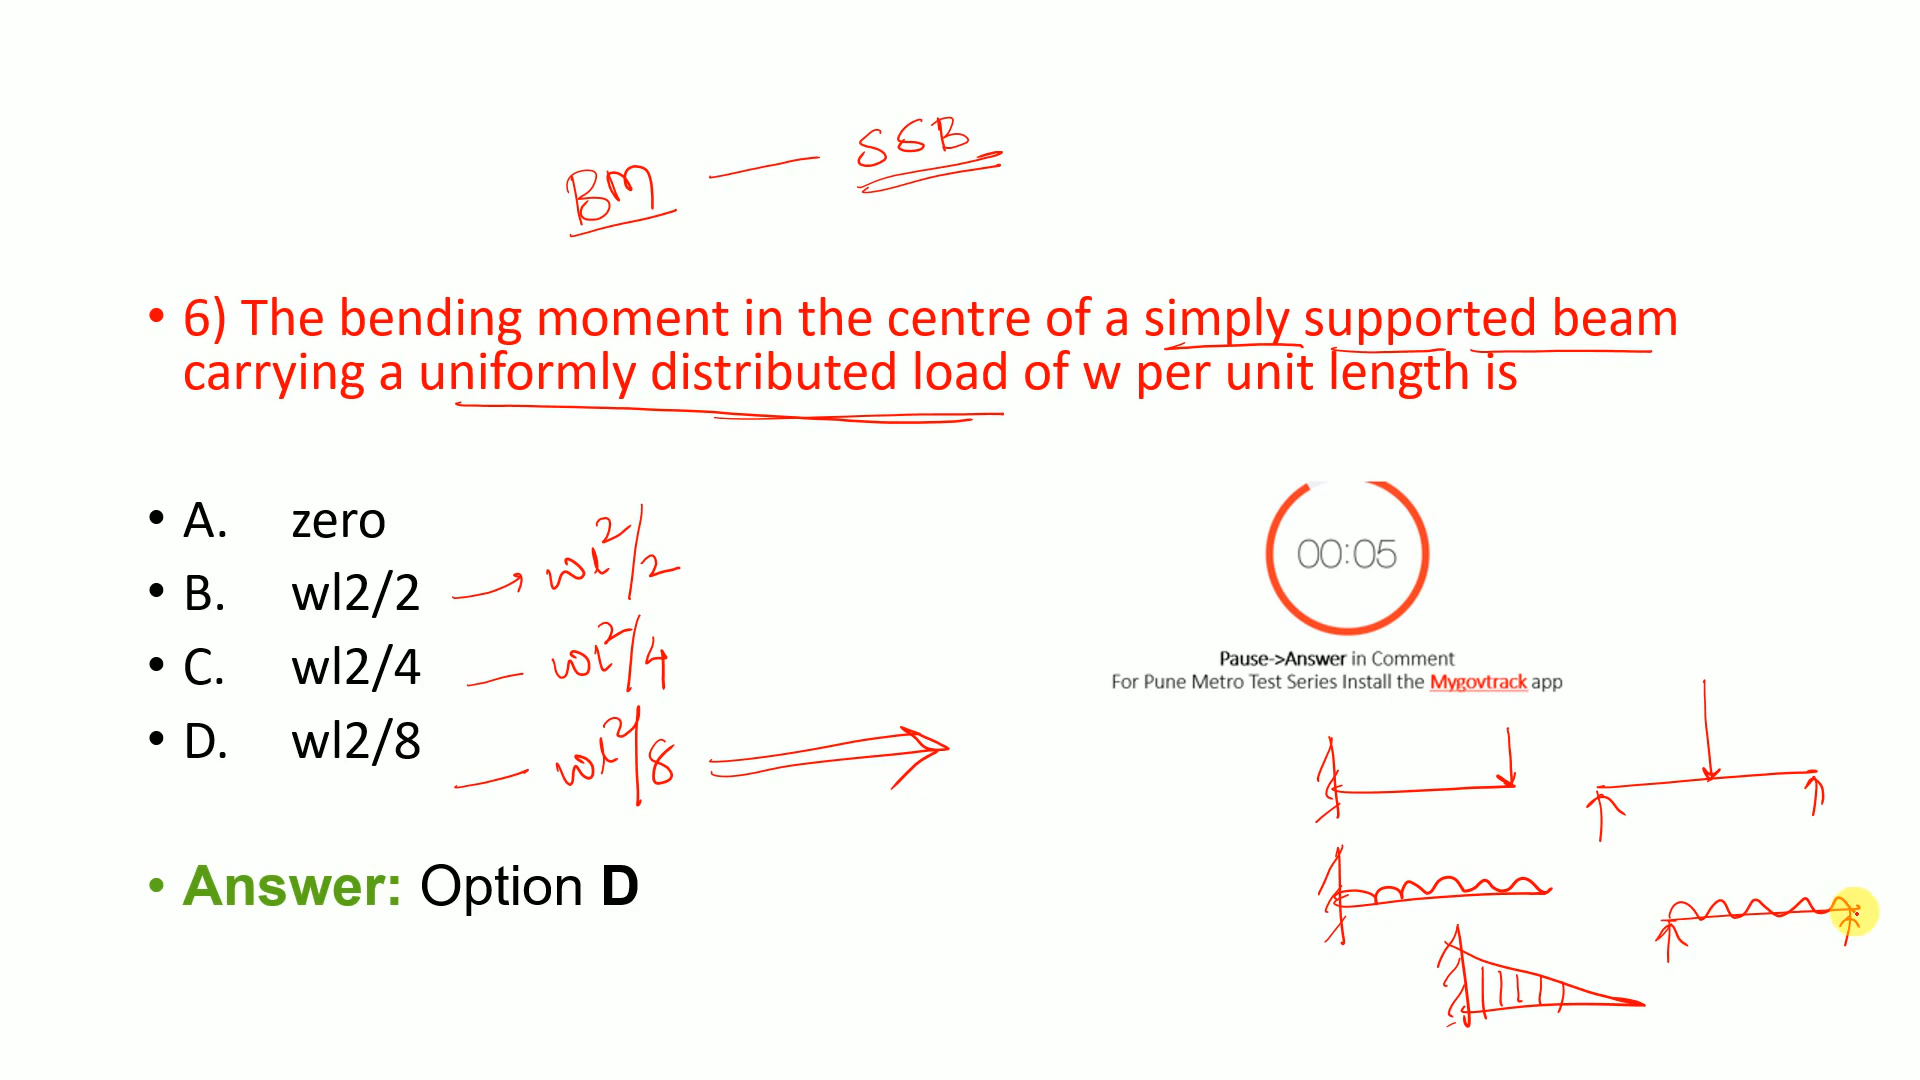 BM — SSB
• 6) The bending moment in the centre of a simply supported beam
carrying a uniformly distributed load of w per unit length is
• A. zero
• B. wl2/2 → wl²/2
• C. wl2/4 — wl²/4
• D. wl2/8 — wl²/8
00:05
Pause->Answer in Comment
For Pune Metro Test Series Install the Mygovtrack app
• Answer: Option D